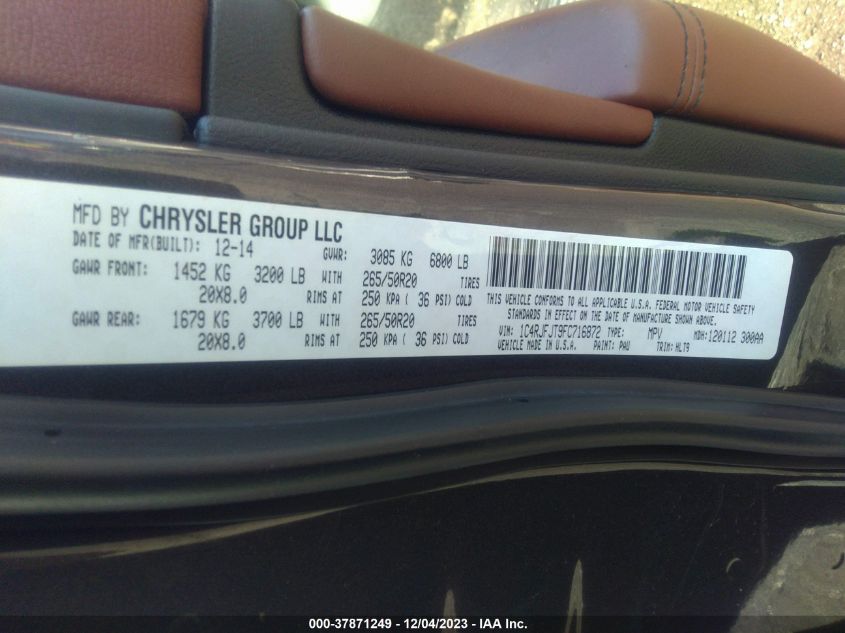 MFD BY CHRYSLER GROUP LLC
DATE OF MFR(BUILT): 12-14 GVWR: 3085 KG 6800 LB
GAWR FRONT: 1452 KG 3200 LB WITH 265/50R20 TIRES
20X8.0 RIMS AT 250 KPA ( 36 PSI) COLD
GAWR REAR: 1679 KG 3700 LB WITH 265/50R20 TIRES
20X8.0 RIMS AT 250 KPA ( 36 PSI) COLD
THIS VEHICLE CONFORMS TO ALL APPLICABLE U.S.A. FEDERAL MOTOR VEHICLE SAFETY
STANDARDS IN EFFECT ON THE DATE OF MANUFACTURE SHOWN ABOVE.
VIN: 1C4RJFJT9FC716872 TYPE: MPV MDH:120112 300AA
VEHICLE MADE IN U.S.A. PAINT: PAU TRIM: HLT9
000-37871249 - 12/04/2023 - IAA Inc.